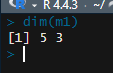 R 4.4.3 · ~/
> dim(m1)
[1] 5 3
>